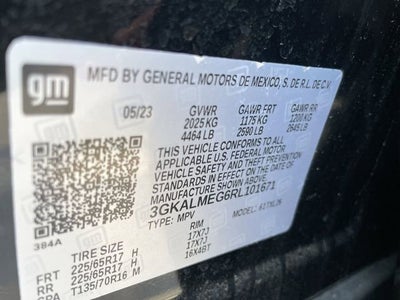 gm
MFD BY GENERAL MOTORS DE MEXICO, S. DE R.L. DE C.V.
05/23 GVWR GAWR FRT GAWR RR
2025 KG 1175 KG 1200 KG
4464 LB 2590 LB 2645 LB
THIS VEHICLE CONFORMS TO ALL APPLICABLE U.S. FEDERAL
MOTOR VEHICLE SAFETY, BUMPER, AND THEFT PREVENTION
STANDARDS IN EFFECT ON THE DATE OF MANUFACTURE SHOWN ABOVE.
3GKALMEG6RL101671
TYPE: MPV MODEL:
384A
TIRE SIZE RIM
FRT 225/65R17 H 17X7J
RR 225/65R17 H 17X7J
SPA T135/70R16 M 16X4BT